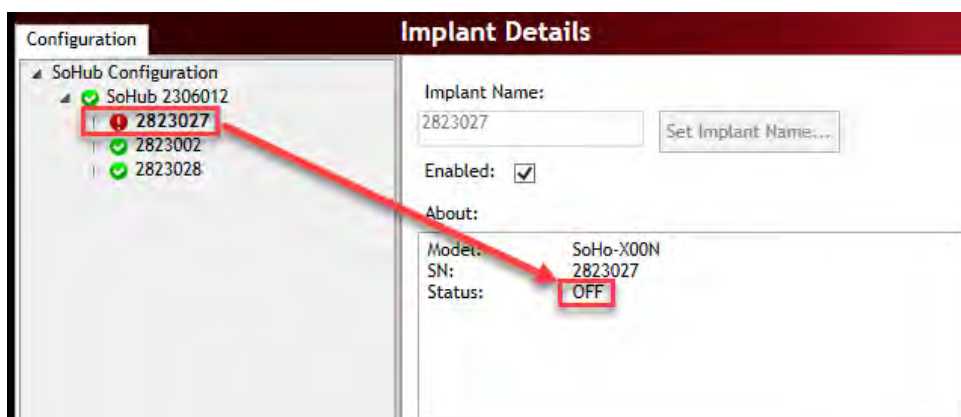 Configuration
Implant Details
SoHub Configuration
SoHub 2306012
2823027
2823002
2823028
Implant Name:
2823027
Set Implant Name...
Enabled:
About:
Model: SoHo-X00N
SN: 2823027
Status: OFF